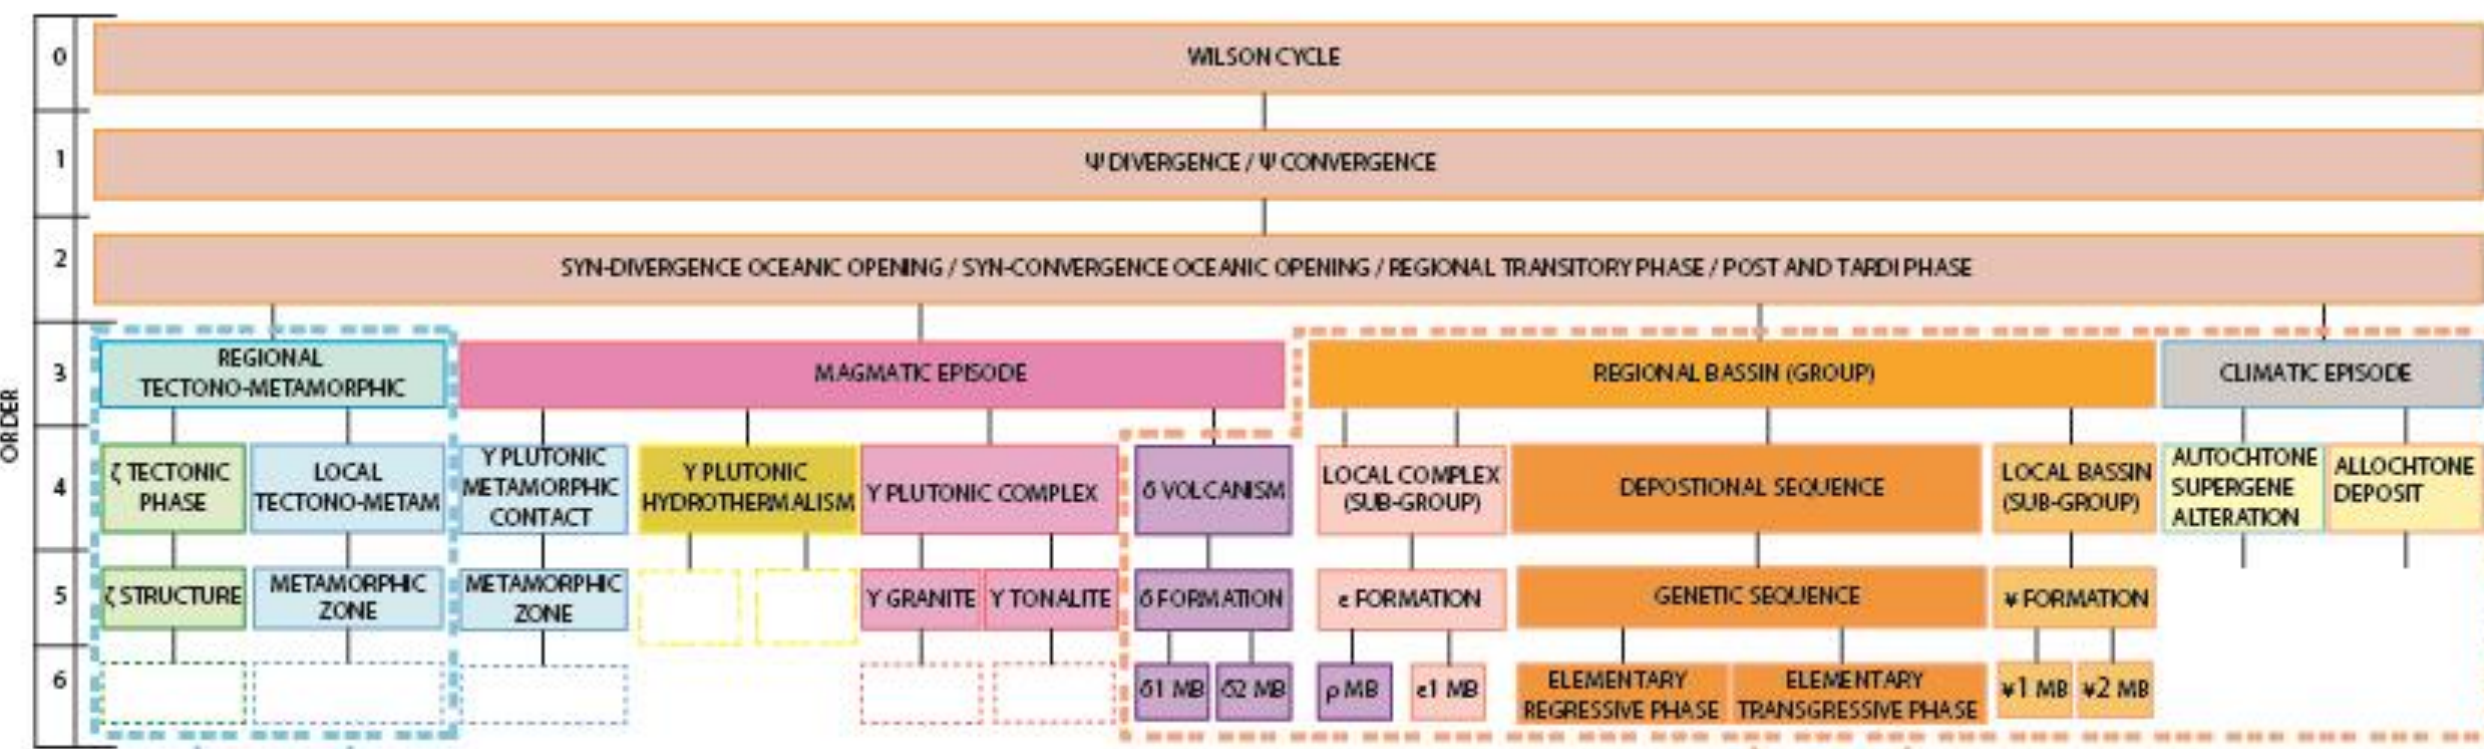 0
WILSON CYCLE
1
Ψ DIVERGENCE / Ψ CONVERGENCE
2
SYN-DIVERGENCE OCEANIC OPENING / SYN-CONVERGENCE OCEANIC OPENING / REGIONAL TRANSITORY PHASE / POST AND TARDI PHASE
ORDER
3
REGIONAL
TECTONO-METAMORPHIC
MAGMATIC EPISODE
REGIONAL BASSIN (GROUP)
CLIMATIC EPISODE
4
ζ TECTONIC
PHASE
LOCAL
TECTONO-METAM
Υ PLUTONIC
METAMORPHIC
CONTACT
Υ PLUTONIC
HYDROTHERMALISM
Υ PLUTONIC COMPLEX
δ VOLCANISM
LOCAL COMPLEX
(SUB-GROUP)
DEPOSTIONAL SEQUENCE
LOCAL BASSIN
(SUB-GROUP)
AUTOCHTONE
SUPERGENE
ALTERATION
ALLOCHTONE
DEPOSIT
5
ζ STRUCTURE
METAMORPHIC
ZONE
METAMORPHIC
ZONE
Υ GRANITE
Υ TONALITE
δ FORMATION
ε FORMATION
GENETIC SEQUENCE
¥ FORMATION
6
δ1 MB
δ2 MB
ρ MB
ε1 MB
ELEMENTARY
REGRESSIVE PHASE
ELEMENTARY
TRANSGRESSIVE PHASE
¥1 MB
¥2 MB